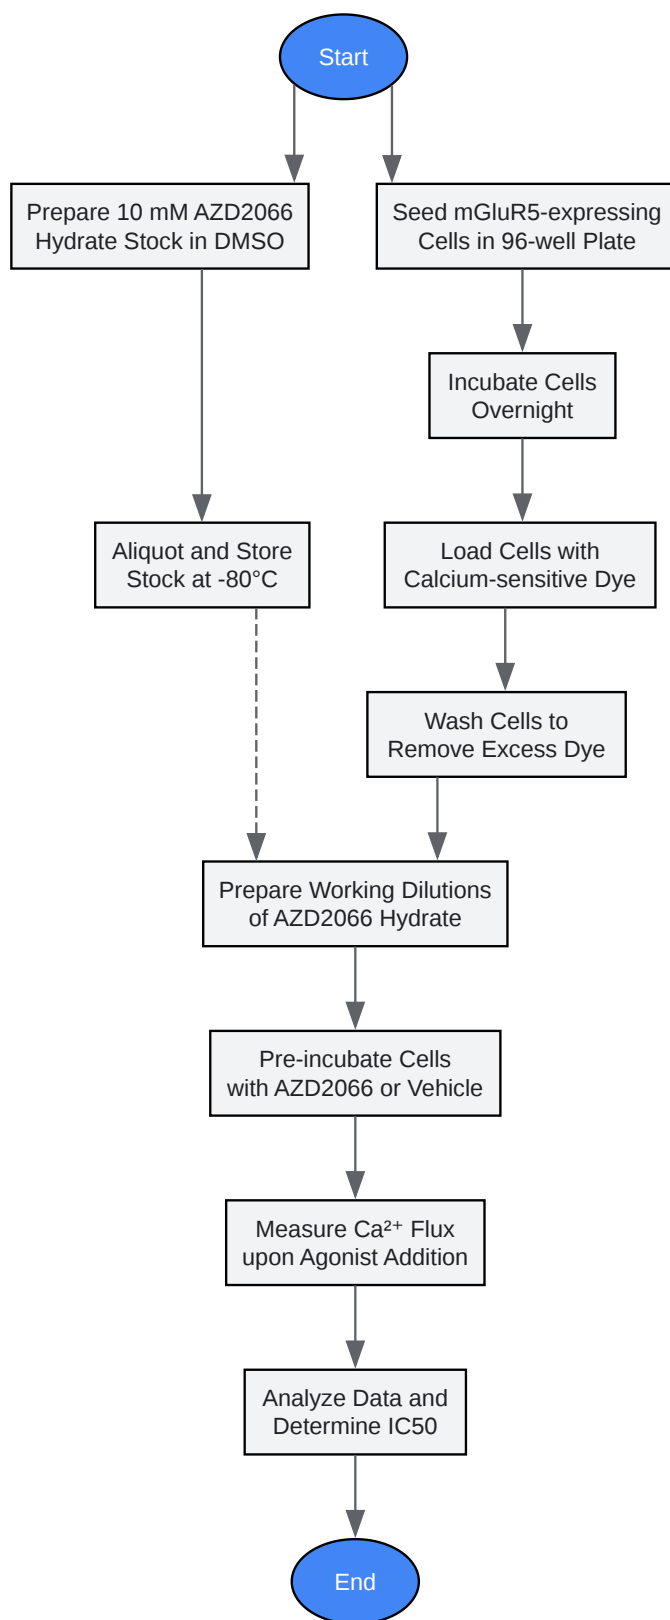 Start
Prepare 10 mM AZD2066
Hydrate Stock in DMSO
Seed mGluR5-expressing
Cells in 96-well Plate
Incubate Cells
Overnight
Aliquot and Store
Stock at -80°C
Load Cells with
Calcium-sensitive Dye
Wash Cells to
Remove Excess Dye
Prepare Working Dilutions
of AZD2066 Hydrate
Pre-incubate Cells
with AZD2066 or Vehicle
Measure Ca²⁺ Flux
upon Agonist Addition
Analyze Data and
Determine IC50
End